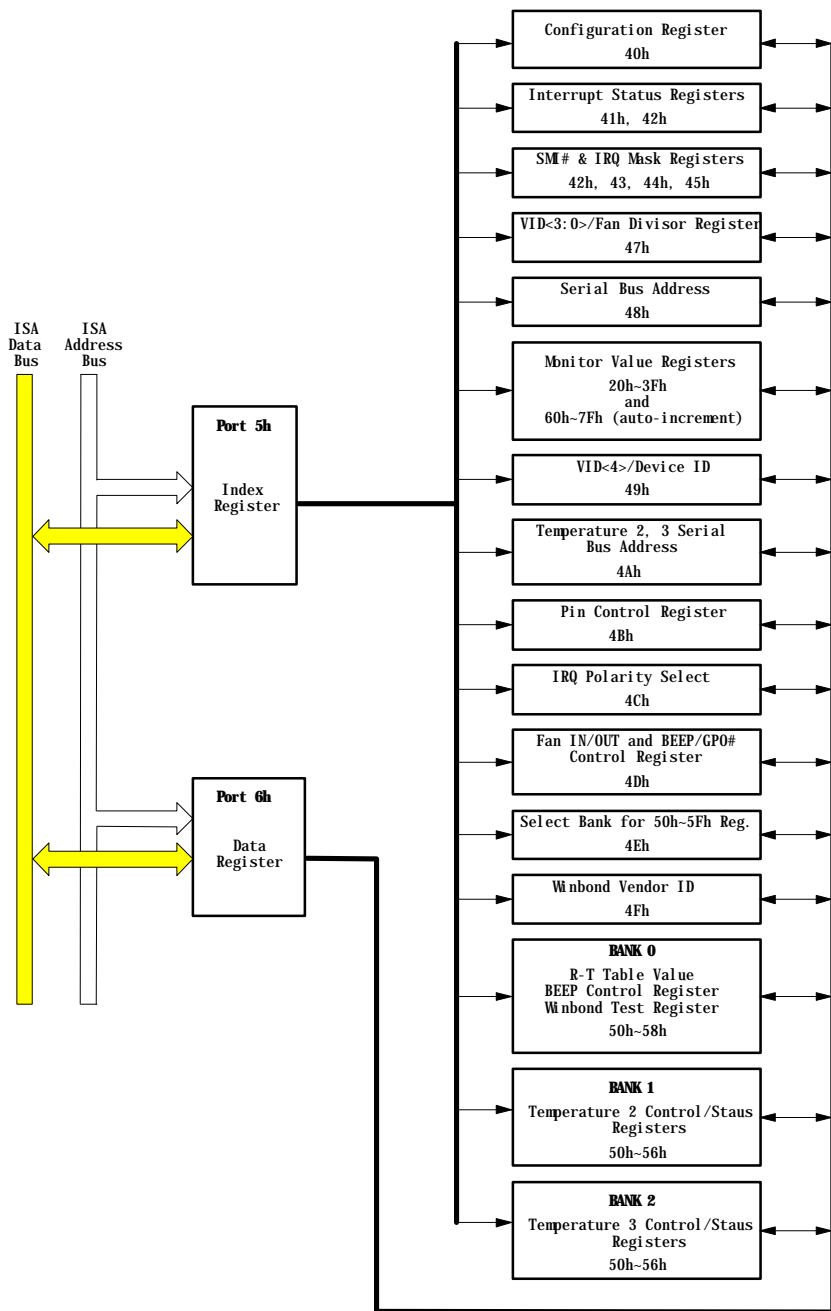 Configuration Register
40h
Interrupt Status Registers
41h, 42h
SMI# & IRQ Mask Registers
42h, 43, 44h, 45h
VID<3:0>/Fan Divisor Register
47h
Serial Bus Address
48h
ISA
Data
Bus
ISA
Address
Bus
Monitor Value Registers
20h~3Fh
and
60h~7Fh (auto-increment)
Port 5h
Index
Register
VID<4>/Device ID
49h
Temperature 2, 3 Serial
Bus Address
4Ah
Pin Control Register
4Bh
IRQ Polarity Select
4Ch
Fan IN/OUT and BEEP/GPO#
Control Register
4Dh
Port 6h
Data
Register
Select Bank for 50h~5Fh Reg.
4Eh
Winbond Vendor ID
4Fh
BANK 0
R-T Table Value
BEEP Control Register
Winbond Test Register
50h~58h
BANK 1
Temperature 2 Control/Staus
Registers
50h~56h
BANK 2
Temperature 3 Control/Staus
Registers
50h~56h